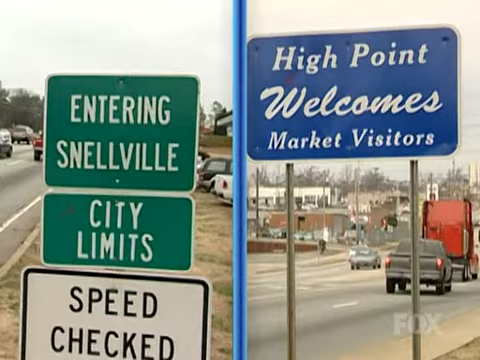 ENTERING
SNELLVILLE
CITY
LIMITS
SPEED
CHECKED
High Point
Welcomes
Market Visitors
FOX